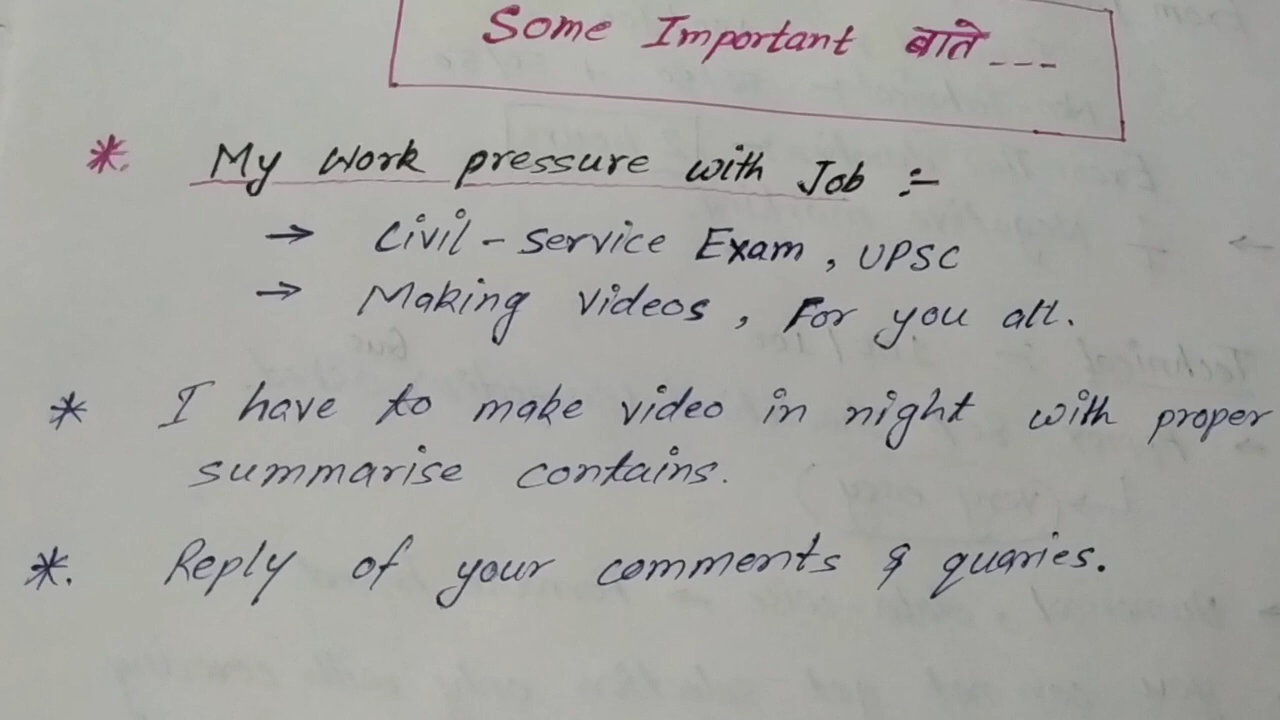 Some Important बाते---
*. My Work pressure with Job :-
→ Civil-Service Exam, UPSC
→ Making Videos, For you all.
* I have to make video in night with proper
summarise contains.
*. Reply of your comments & quaries.